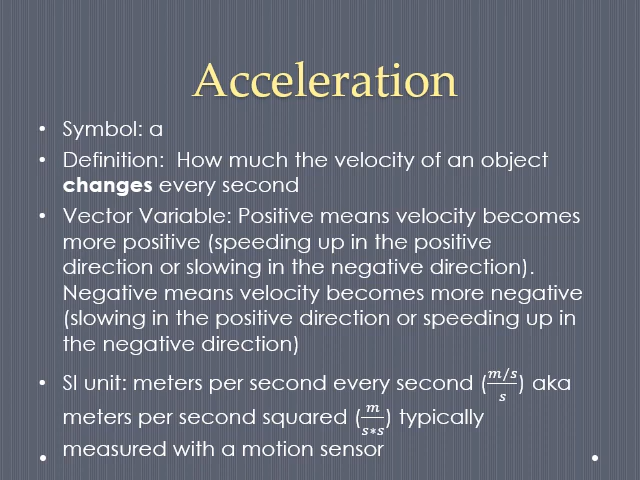 Acceleration
• Symbol: a
• Definition:  How much the velocity of an object
changes every second
• Vector Variable: Positive means velocity becomes
more positive (speeding up in the positive
direction or slowing in the negative direction).
Negative means velocity becomes more negative
(slowing in the positive direction or speeding up in
the negative direction)
• SI unit: meters per second every second (\frac{m/s}{s}) aka
meters per second squared (\frac{m}{s∗s}) typically
measured with a motion sensor